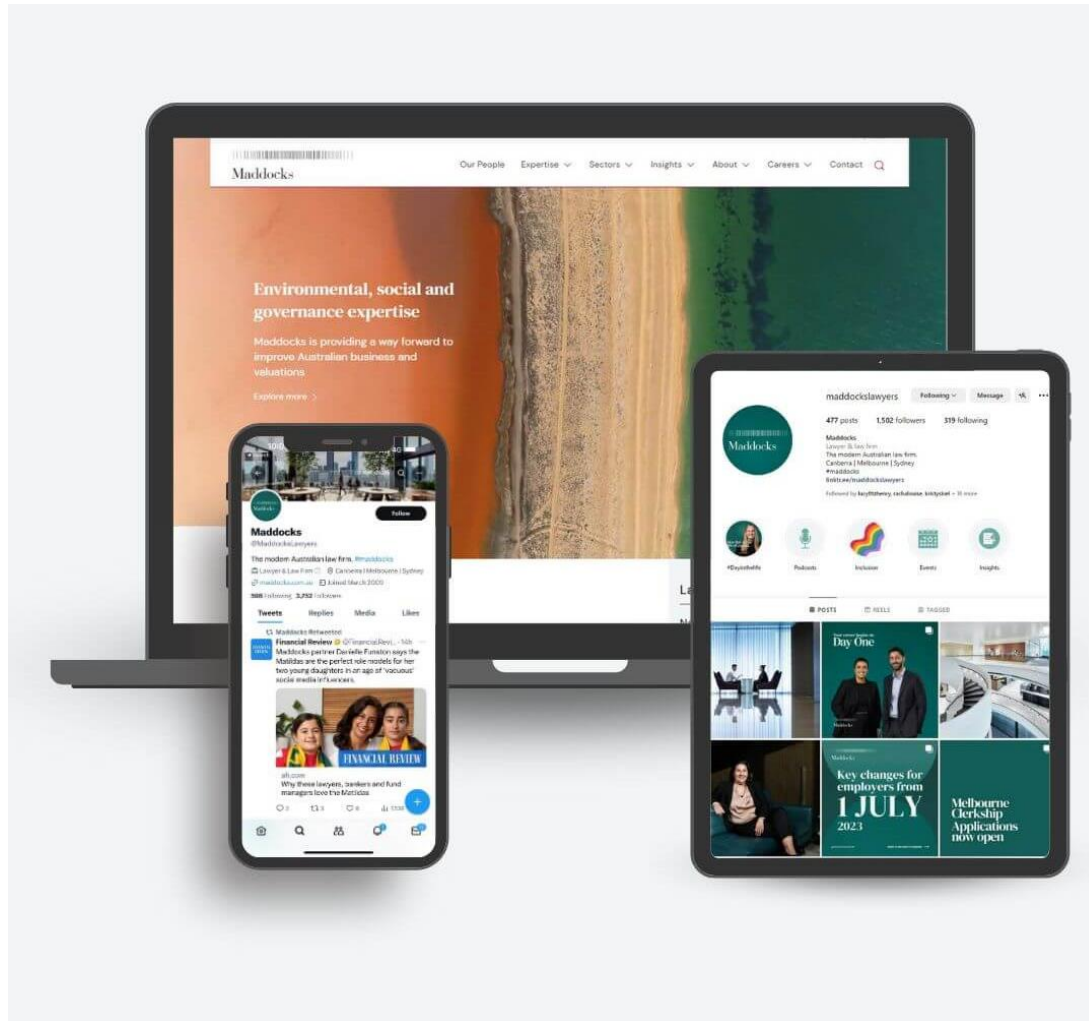 Maddocks
Our People Expertise Sectors Insights About Careers Contact
Environmental, social and
governance expertise
Maddocks is providing a way forward to
improve Australian business and
valuations
Explore more >
Follow
Maddocks
@MaddocksLawyers
The modern Australian law firm. #maddocks
Lawyer & Law Firm Canberra | Melbourne | Sydney
maddocks.com.au Joined March 2009
Following Followers
Tweets Replies Media Likes
Maddocks Retweeted
Financial Review @FinancialRevi... · 14h
Maddocks partner Danielle Funston says the
Matildas are the perfect role models for her
two young daughters in an age of 'vacuous'
social media influencers.
FINANCIAL REVIEW
afr.com
Why these lawyers, bankers and fund
managers love the Matildas
maddockslawyers Following Message
477 posts 1,502 followers 319 following
Maddocks
Maddocks
Lawyer & law firm
The modern Australian law firm.
Canberra | Melbourne | Sydney
#maddocks
linktr.ee/maddockslawyers
Followed by
#Dayinthelife Podcasts Inclusion Events Insights
POSTS REELS TAGGED
Day One
Maddocks
Key changes for
employers from
1 JULY
2023
Melbourne
Clerkship
Applications
now open